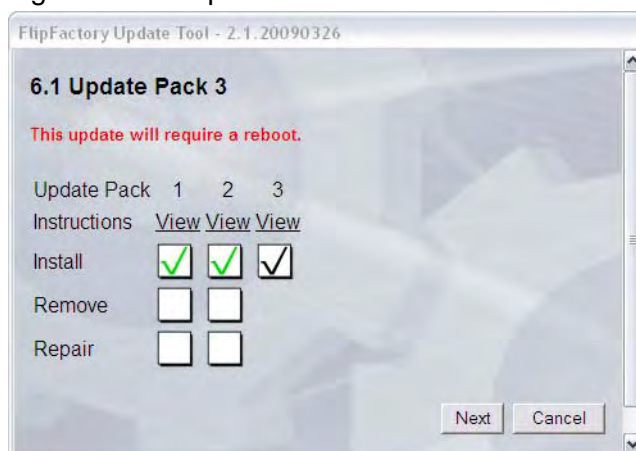 FlipFactory Update Tool - 2.1.20090326
6.1 Update Pack 3
This update will require a reboot.
Update Pack 1 2 3
Instructions View View View
Install
Remove
Repair
Next Cancel